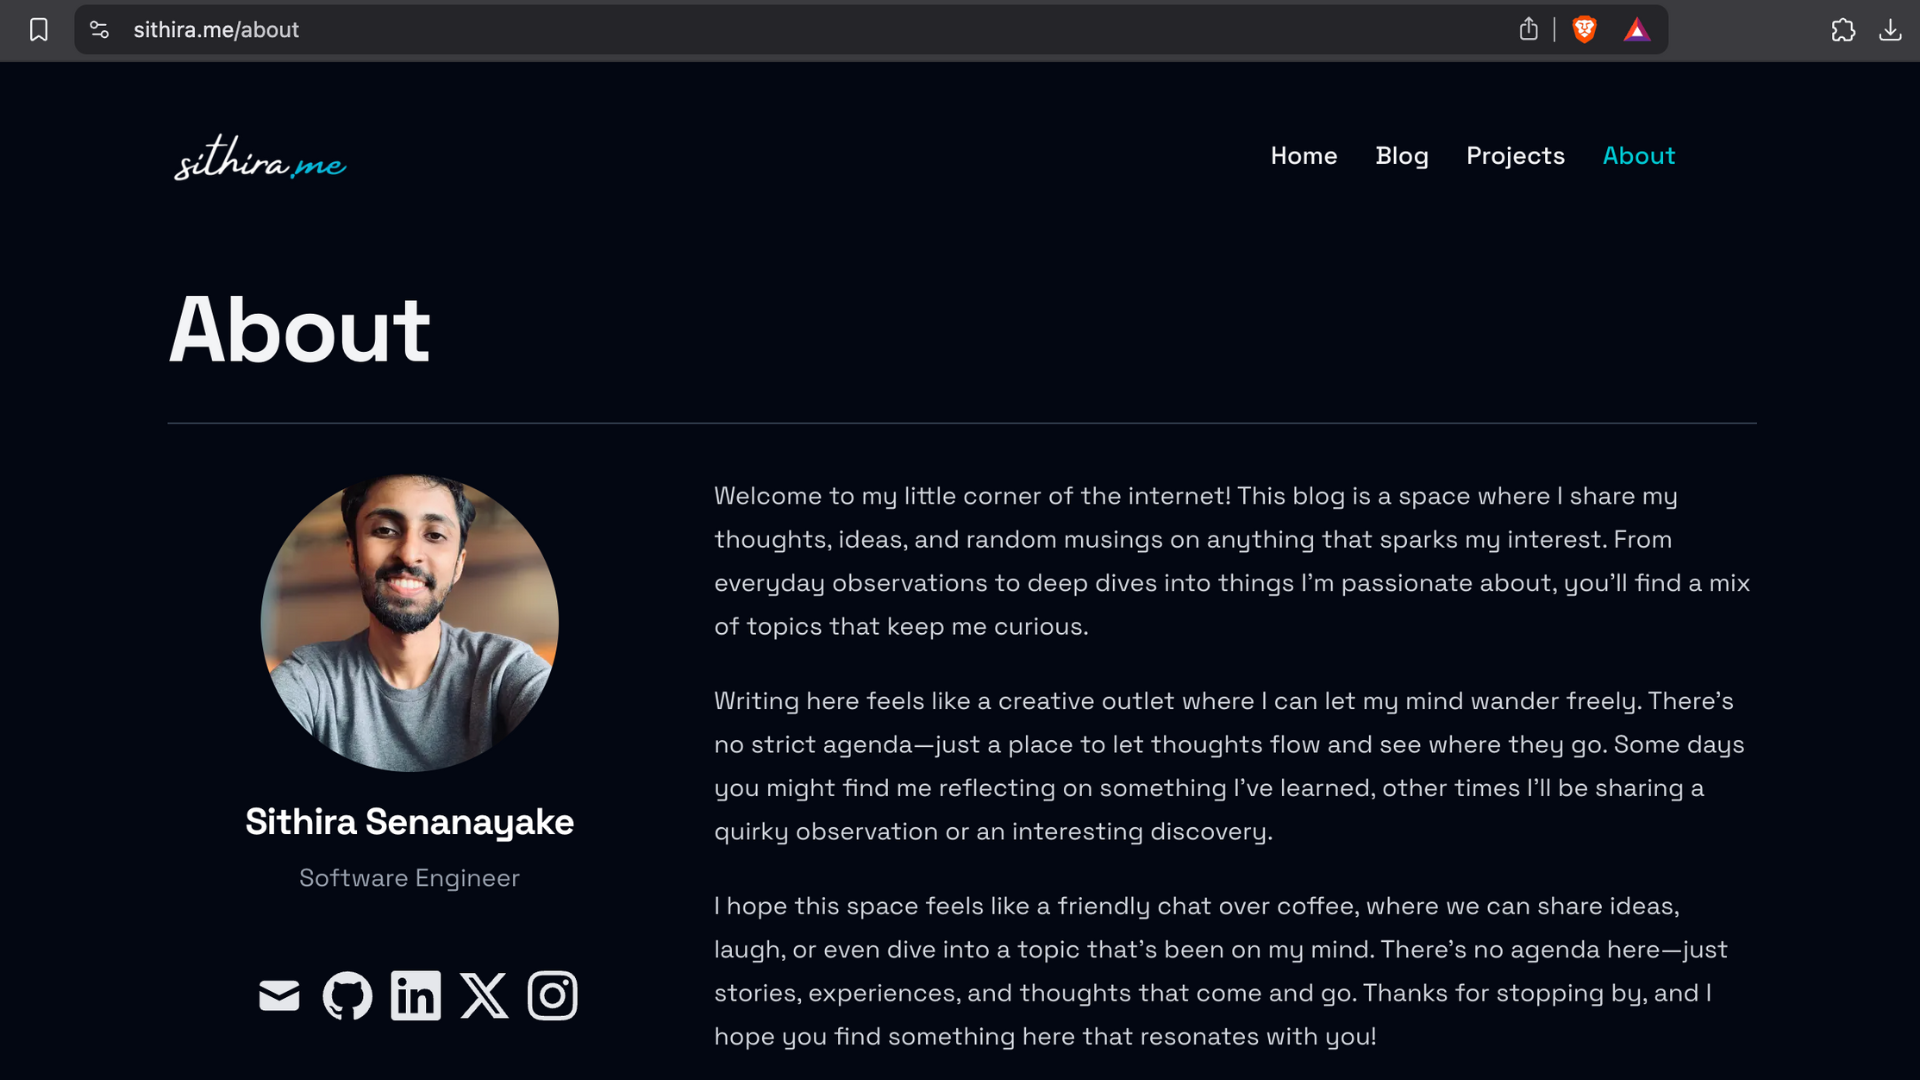 sithira.me/about
sithira.me
Home Blog Projects About
About
Welcome to my little corner of the internet! This blog is a space where I share my
thoughts, ideas, and random musings on anything that sparks my interest. From
everyday observations to deep dives into things I’m passionate about, you’ll find a mix
of topics that keep me curious.
Writing here feels like a creative outlet where I can let my mind wander freely. There’s
no strict agenda—just a place to let thoughts flow and see where they go. Some days
you might find me reflecting on something I’ve learned, other times I’ll be sharing a
quirky observation or an interesting discovery.
I hope this space feels like a friendly chat over coffee, where we can share ideas,
laugh, or even dive into a topic that’s been on my mind. There’s no agenda here—just
stories, experiences, and thoughts that come and go. Thanks for stopping by, and I
hope you find something here that resonates with you!
Sithira Senanayake
Software Engineer